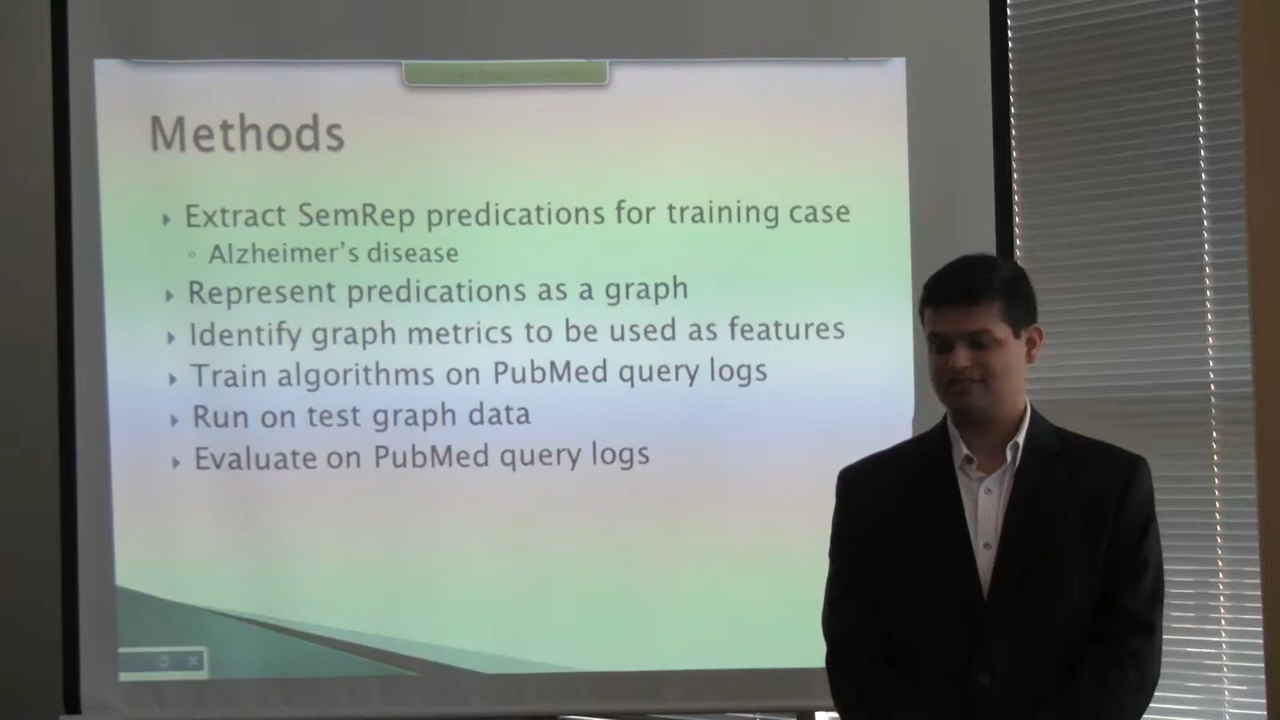 Methods
Extract SemRep predications for training case
Alzheimer's disease
Represent predications as a graph
Identify graph metrics to be used as features
Train algorithms on PubMed query logs
Run on test graph data
Evaluate on PubMed query logs